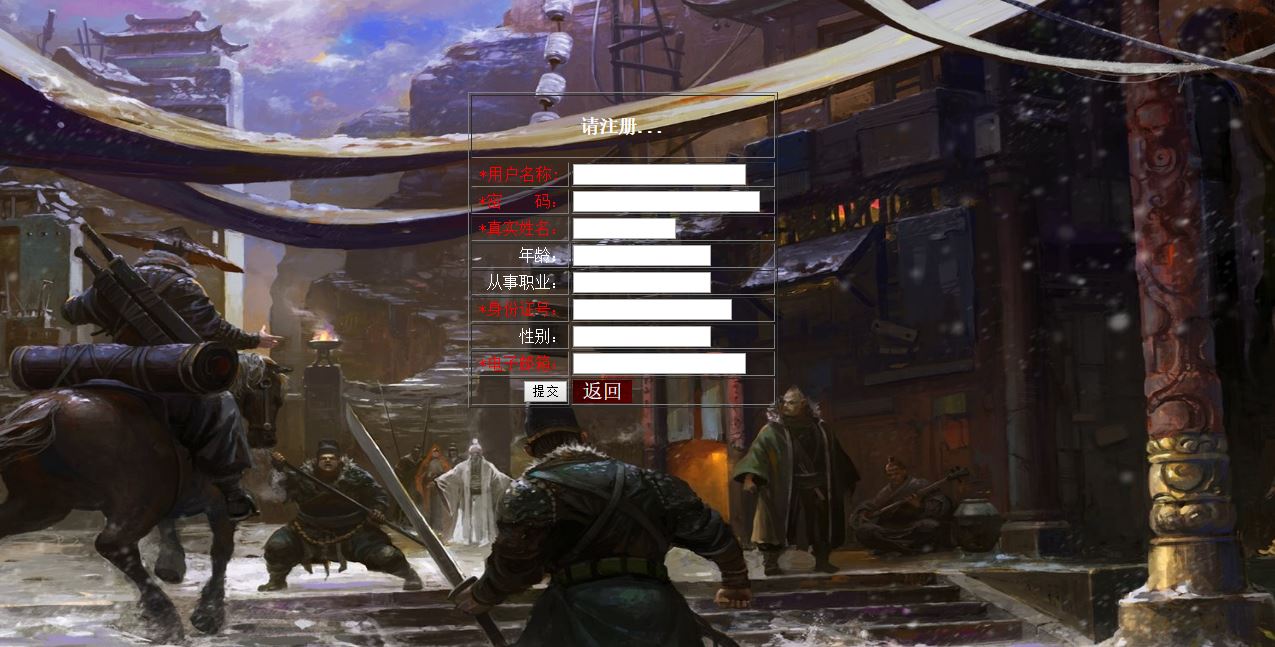 请注册...
*用户名称：
*密    码：
*真实姓名：
年龄：
从事职业：
*身份证号：
性别：
*电子邮箱：
提交 返回